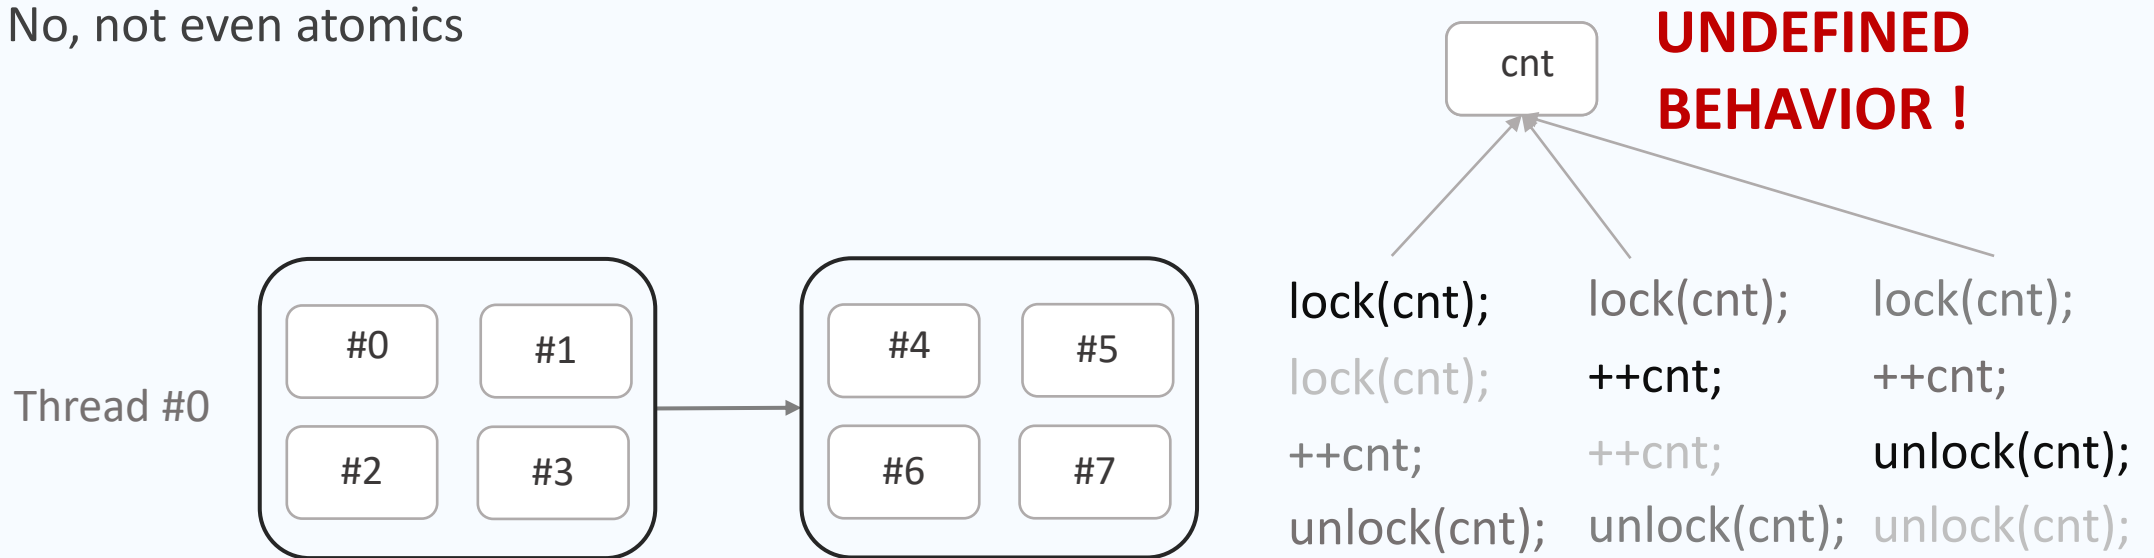 No, not even atomics
cnt
UNDEFINED
BEHAVIOR !
Thread #0
#0
#1
#2
#3
#4
#5
#6
#7
lock(cnt);
lock(cnt);
++cnt;
unlock(cnt);
lock(cnt);
++cnt;
++cnt;
unlock(cnt);
lock(cnt);
++cnt;
unlock(cnt);
unlock(cnt);